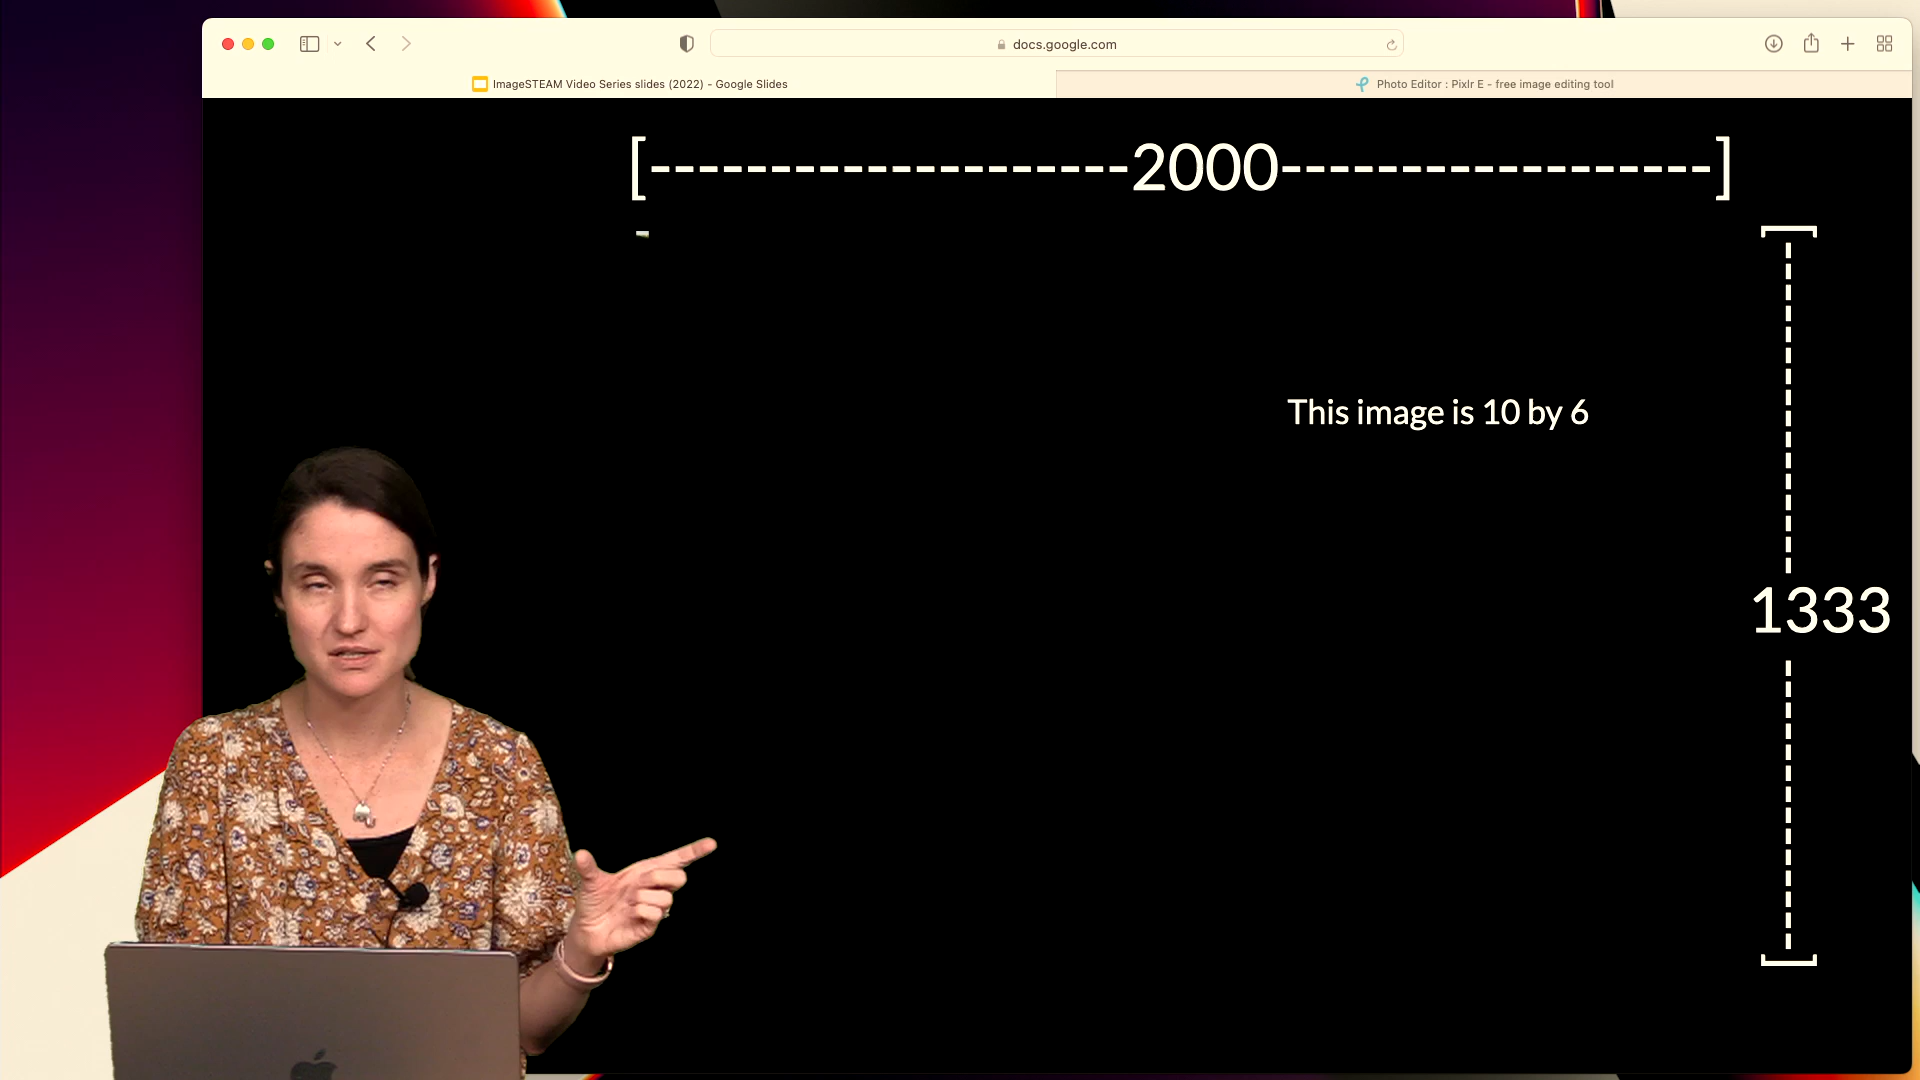 docs.google.com
ImageSTEAM Video Series slides (2022) - Google Slides
Photo Editor : Pixlr E - free image editing tool
[--------------------2000------------------]
This image is 10 by 6
1333